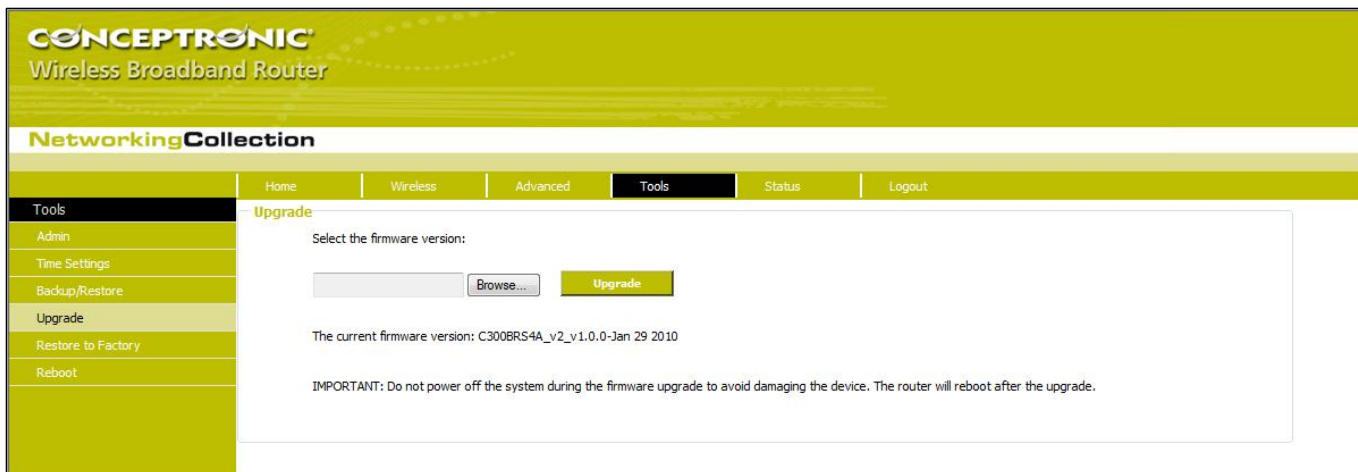 CONCEPTRONIC®
Wireless Broadband Router
NetworkingCollection
Home Wireless Advanced Tools Status Logout
Tools
Admin
Time Settings
Backup/Restore
Upgrade
Restore to Factory
Reboot
Upgrade
Select the firmware version:
Browse... Upgrade
The current firmware version: C300BRS4A_v2_v1.0.0-Jan 29 2010
IMPORTANT: Do not power off the system during the firmware upgrade to avoid damaging the device. The router will reboot after the upgrade.